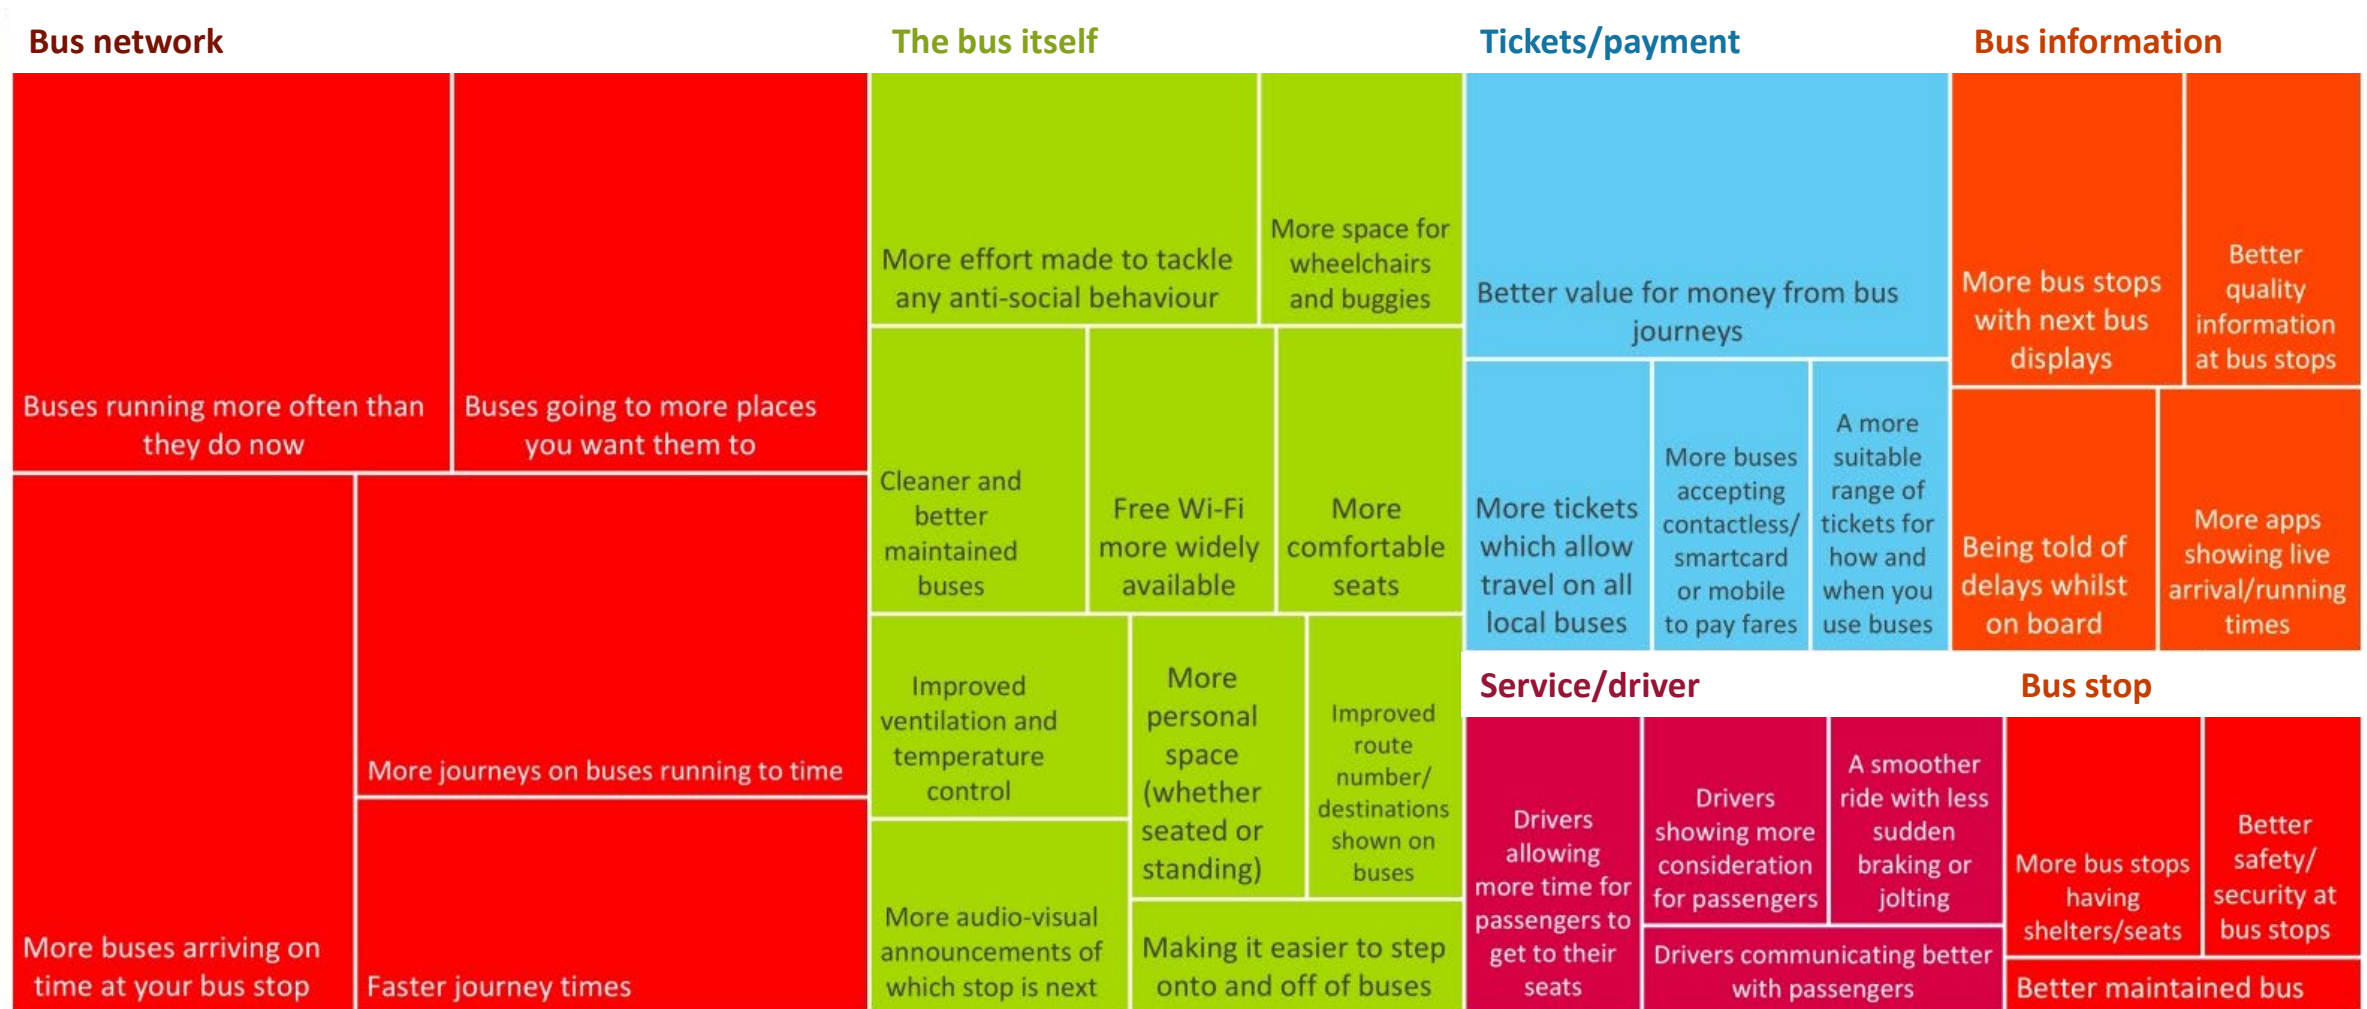 Bus network
Buses running more often than
they do now
Buses going to more places
you want them to
More buses arriving on
time at your bus stop
More journeys on buses running to time
Faster journey times
The bus itself
More effort made to tackle
any anti-social behaviour
More space for
wheelchairs
and buggies
Cleaner and
better
maintained
buses
Free Wi-Fi
more widely
available
More
comfortable
seats
Improved
ventilation and
temperature
control
More
personal
space
(whether
seated or
standing)
Improved
route
number/
destinations
shown on
buses
More audio-visual
announcements of
which stop is next
Making it easier to step
onto and off of buses
Tickets/payment
Better value for money from bus
journeys
More tickets
which allow
travel on all
local buses
More buses
accepting
contactless/
smartcard
or mobile
to pay fares
A more
suitable
range of
tickets for
how and
when you
use buses
Bus information
More bus stops
with next bus
displays
Better
quality
information
at bus stops
Being told of
delays whilst
on board
More apps
showing live
arrival/running
times
Service/driver
Drivers
allowing
more time for
passengers to
get to their
seats
Drivers
showing more
consideration
for passengers
A smoother
ride with less
sudden
braking or
jolting
Drivers communicating better
with passengers
Bus stop
More bus stops
having
shelters/seats
Better
safety/
security at
bus stops
Better maintained bus